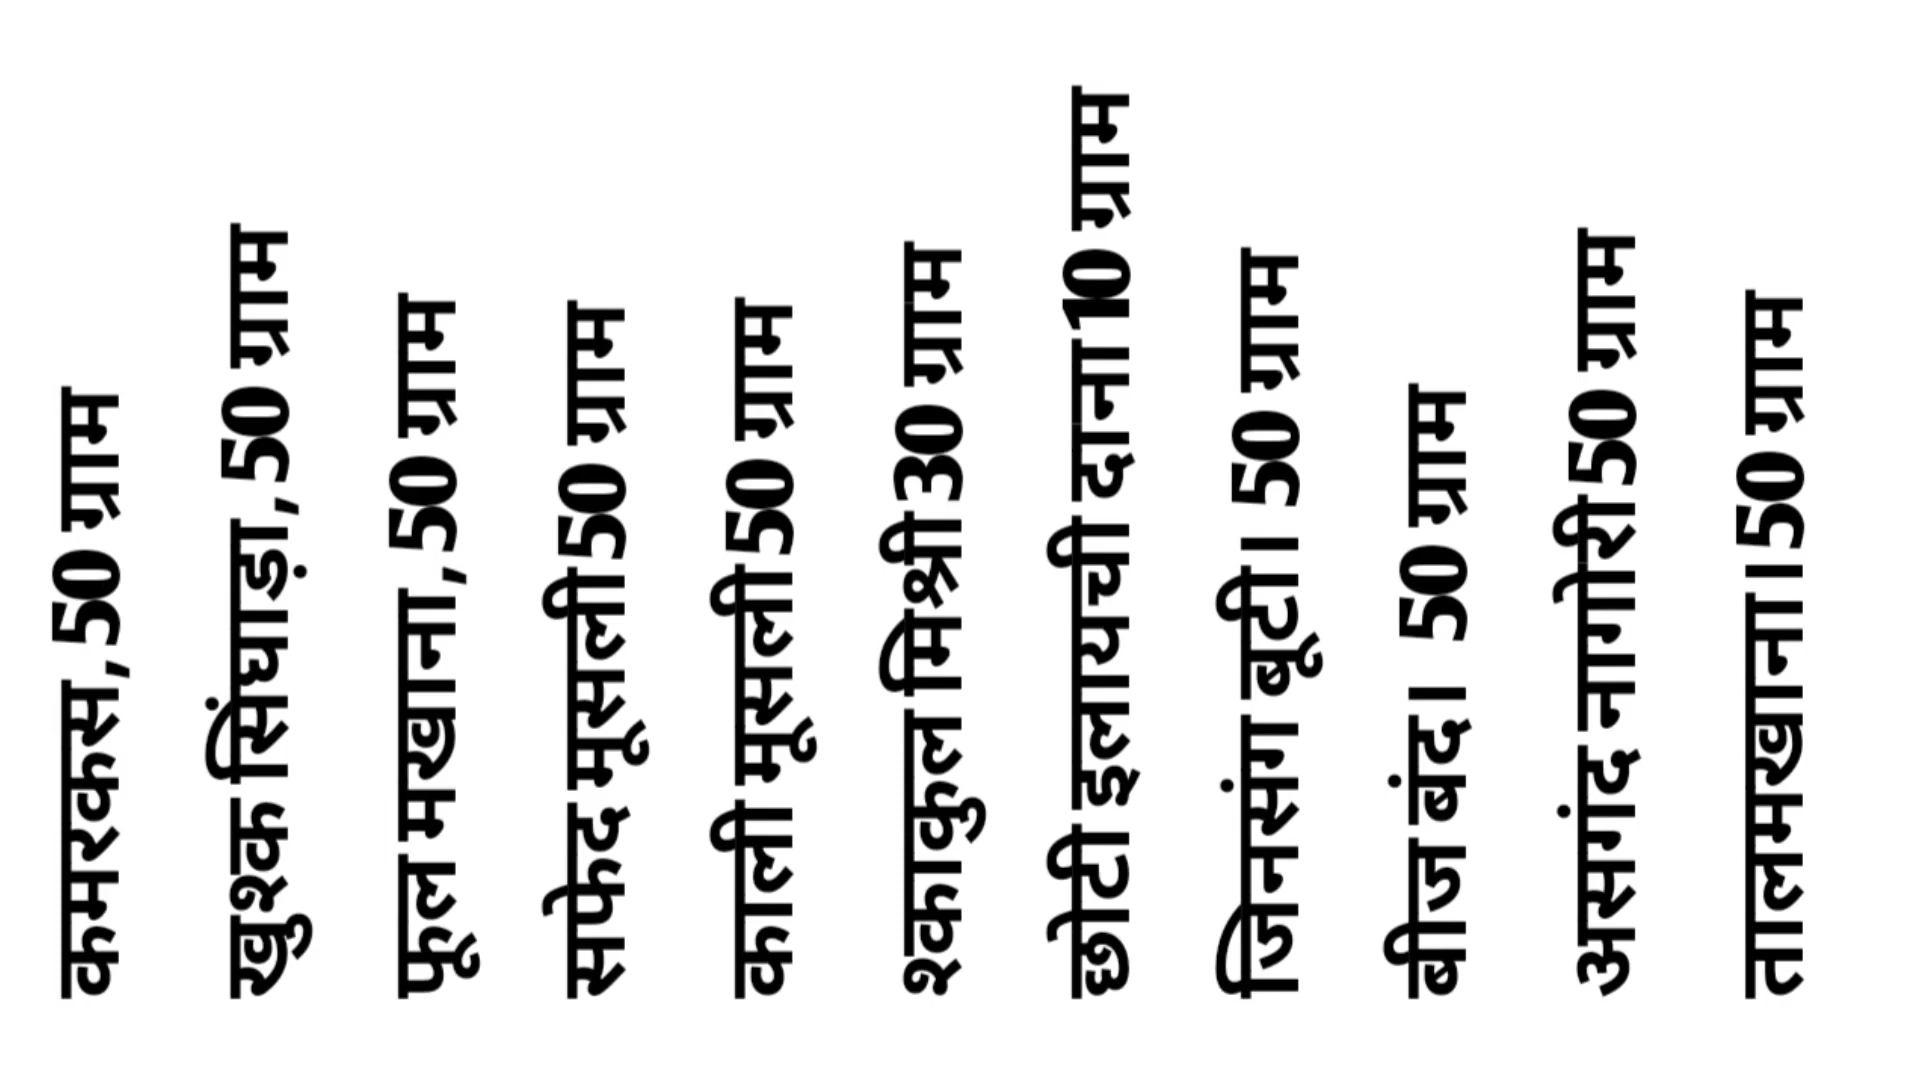 कमरकस,50 ग्राम
खुश्क सिंघाड़ा,50 ग्राम
फूल मखाना,50 ग्राम
सफेद मूसली 50 ग्राम
काली मूसली 50 ग्राम
श्काकुल मिश्री 30 ग्राम
छोटी इलायची दाना 10 ग्राम
जिनसंग बूटी। 50 ग्राम
बीज बंद। 50 ग्राम
असगंद नागोरी 50 ग्राम
तालमखाना। 50 ग्राम